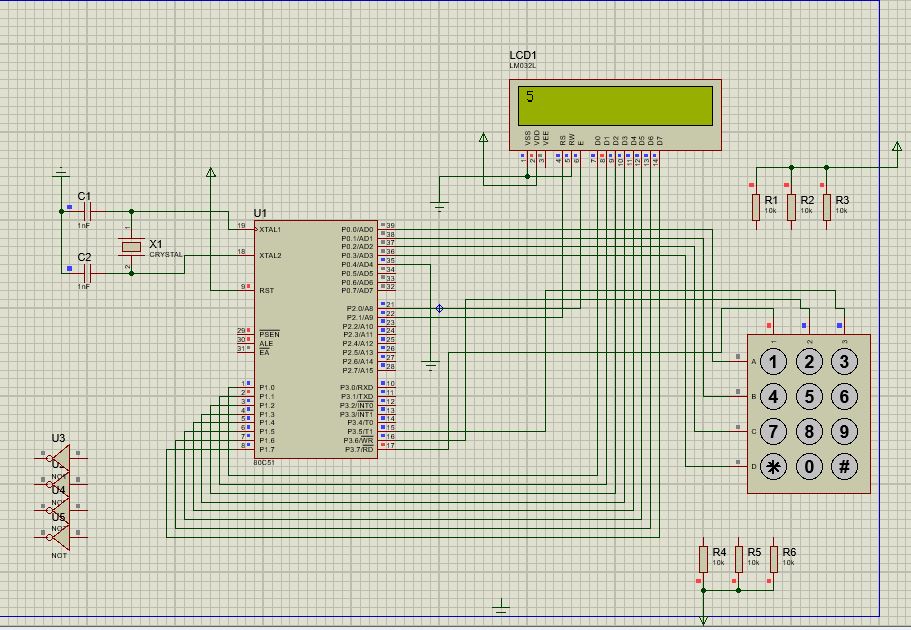 LCD1
LM032L
5
VSS VDD VEE RS RW E D0 D1 D2 D3 D4 D5 D6 D7
1 2 3 4 5 6 7 8 9 10 11 12 13 14
C1
1nF
X1
CRYSTAL
1
2
C2
1nF
U1
19 XTAL1 P0.0/AD0 39
P0.1/AD1 38
P0.2/AD2 37
18 XTAL2 P0.3/AD3 36
P0.4/AD4 35
P0.5/AD5 34
P0.6/AD6 33
9 RST P0.7/AD7 32
P2.0/A8 21
P2.1/A9 22
P2.2/A10 23
29 PSEN P2.3/A11 24
30 ALE P2.4/A12 25
31 EA P2.5/A13 26
P2.6/A14 27
P2.7/A15 28
1 P1.0 P3.0/RXD 10
2 P1.1 P3.1/TXD 11
3 P1.2 P3.2/INT0 12
4 P1.3 P3.3/INT1 13
5 P1.4 P3.4/T0 14
6 P1.5 P3.5/T1 15
7 P1.6 P3.6/WR 16
8 P1.7 P3.7/RD 17
80C51
R1
10k
R2
10k
R3
10k
1 2 3
A 1 2 3
B 4 5 6
C 7 8 9
D * 0 #
U3
U4
U5
NOT
R4
10k
R5
10k
R6
10k